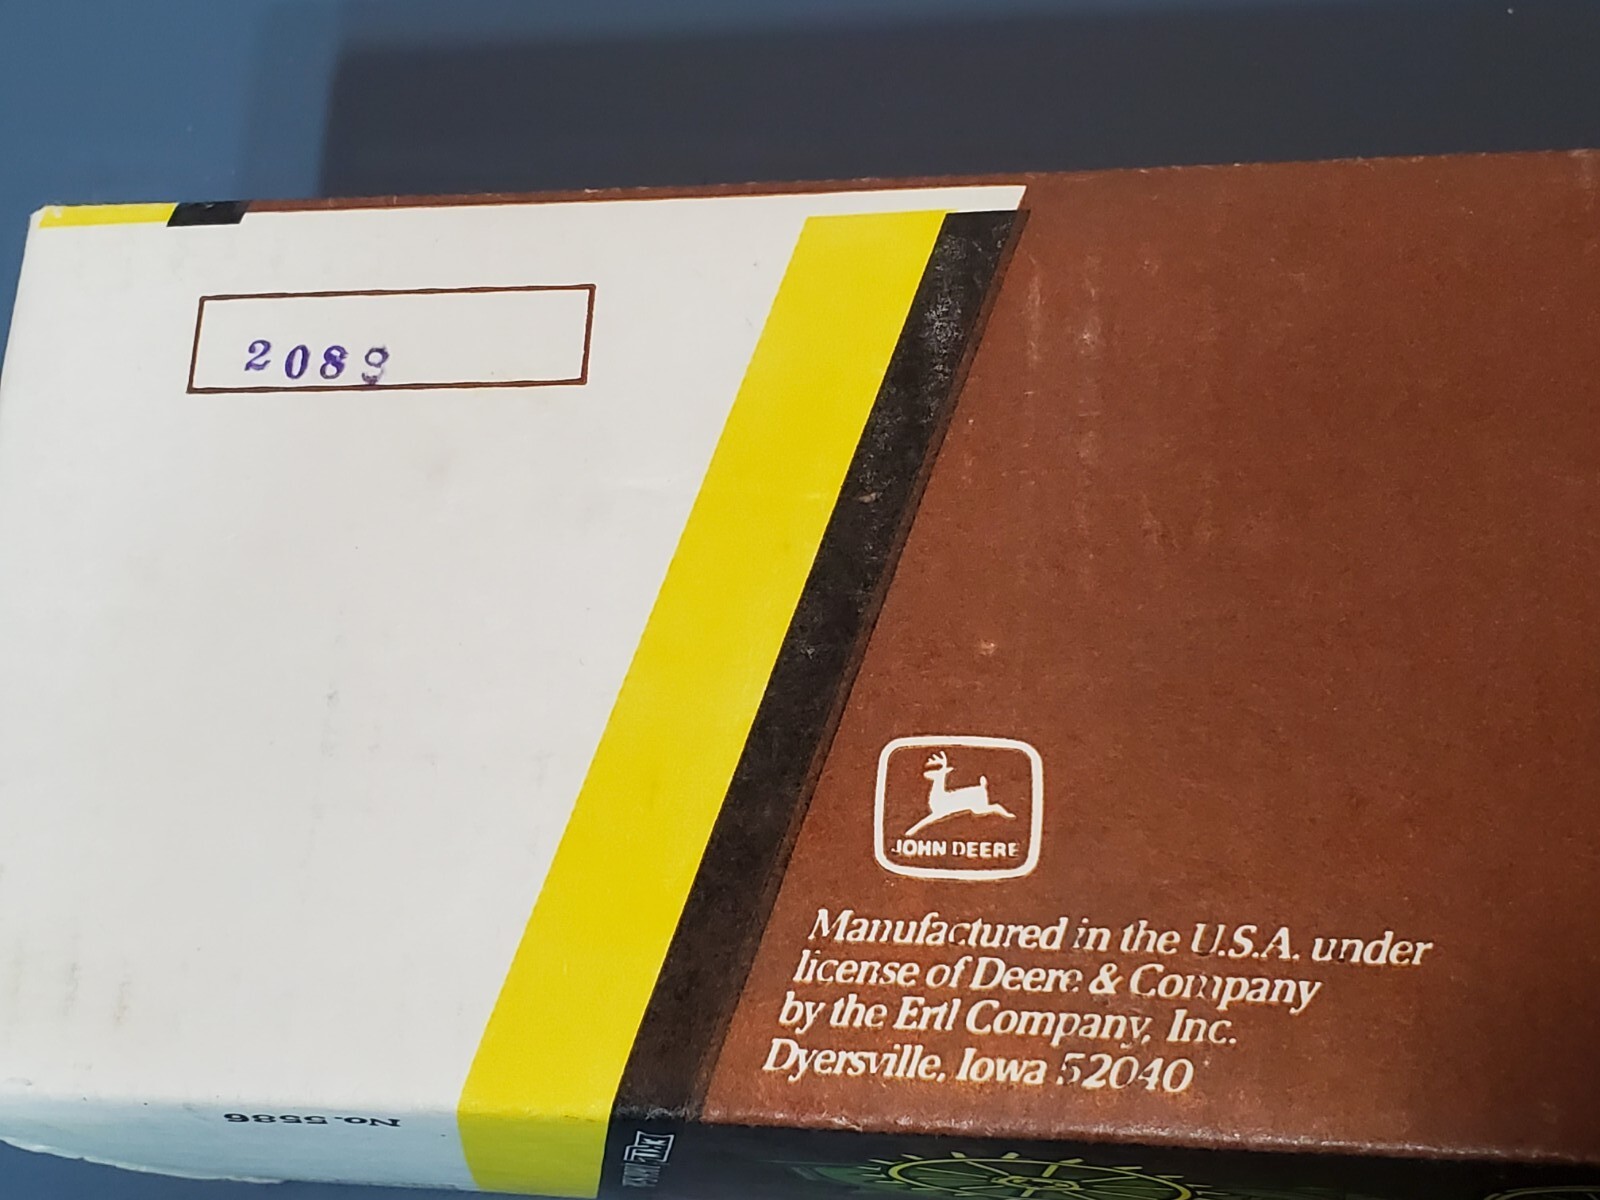 2089
JOHN DEERE
Manufactured in the U.S.A. under
license of Deere & Company
by the Ertl Company, Inc.
Dyersville, Iowa 52040
No. 5586